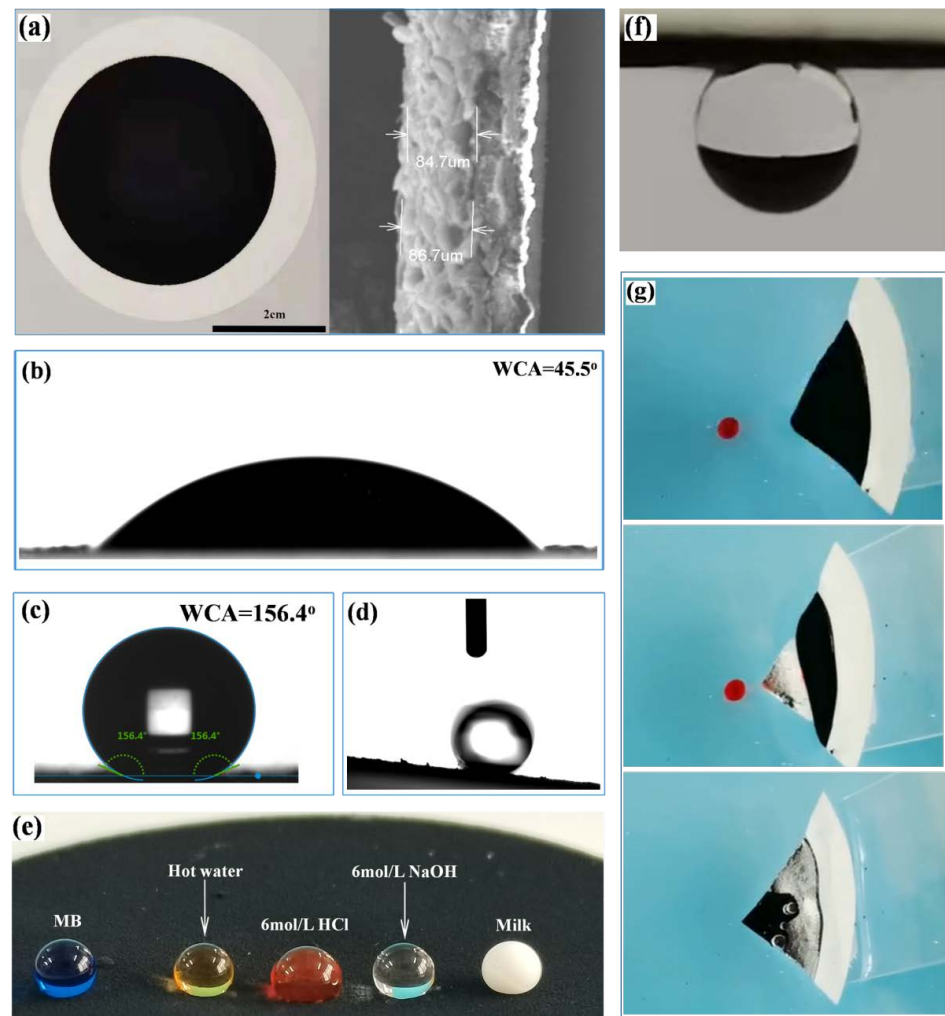 (a)
84.7um
86.7um
2cm
(b)
WCA=45.5°
(c)
WCA=156.4°
156.4°
156.4°
(d)
(e)
Hot water
6mol/L NaOH
MB
6mol/L HCl
Milk
(f)
(g)